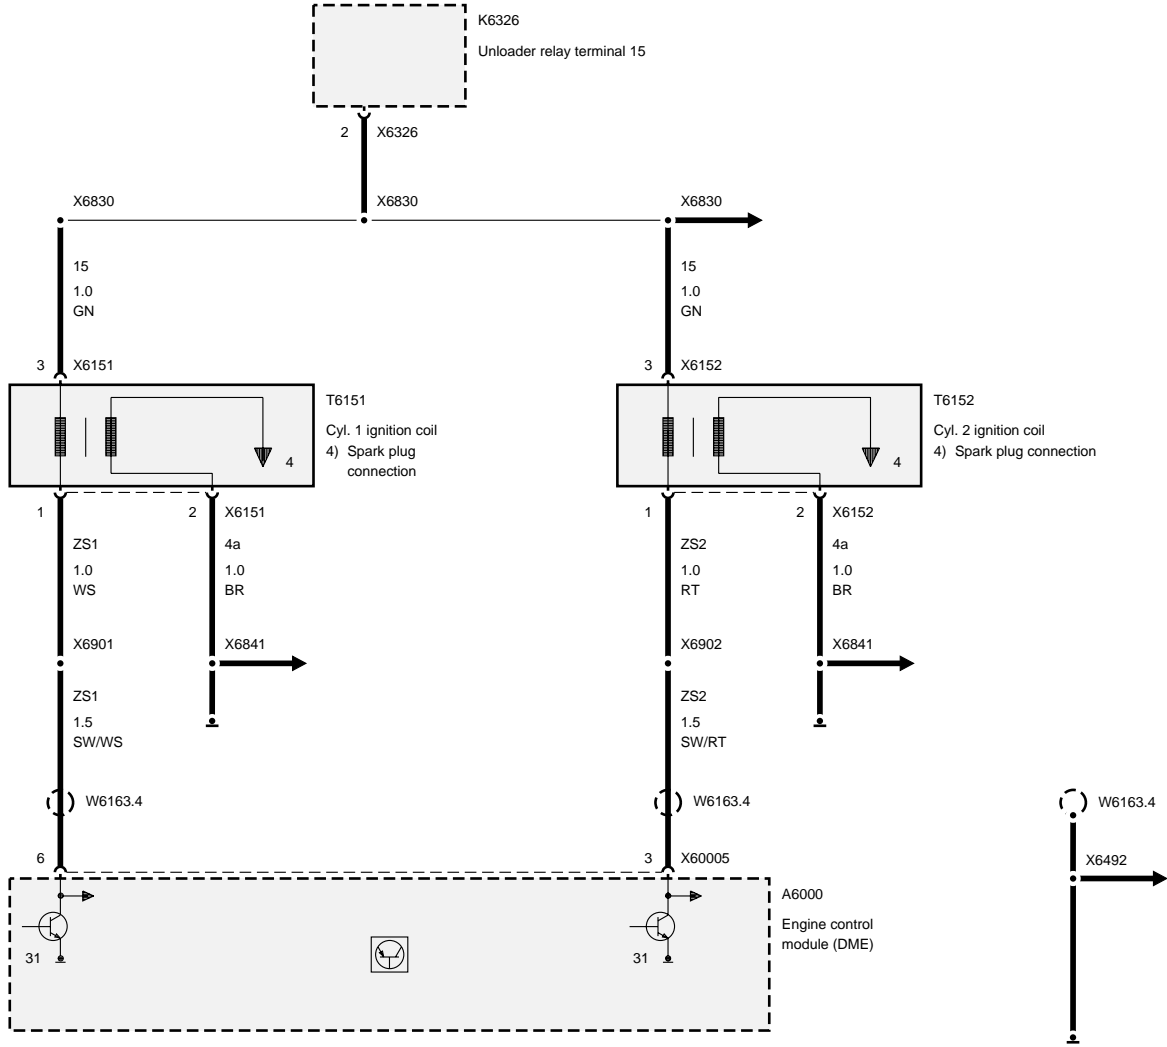 K6326
Unloader relay terminal 15
2 X6326
X6830 X6830 X6830
15 15
1.0 1.0
GN GN
3 X6151 3 X6152
T6151 T6152
Cyl. 1 ignition coil Cyl. 2 ignition coil
4) Spark plug 4) Spark plug connection
4 4
connection
1 2 X6151 1 2 X6152
ZS1 4a ZS2 4a
1.0 1.0 1.0 1.0
WS BR RT BR
X6901 X6841 X6902 X6841
ZS1 ZS2
1.5 1.5
SW/WS SW/RT
W6163.4 W6163.4 W6163.4
6 3 X60005 X6492
A6000
Engine control
module (DME)
31 31